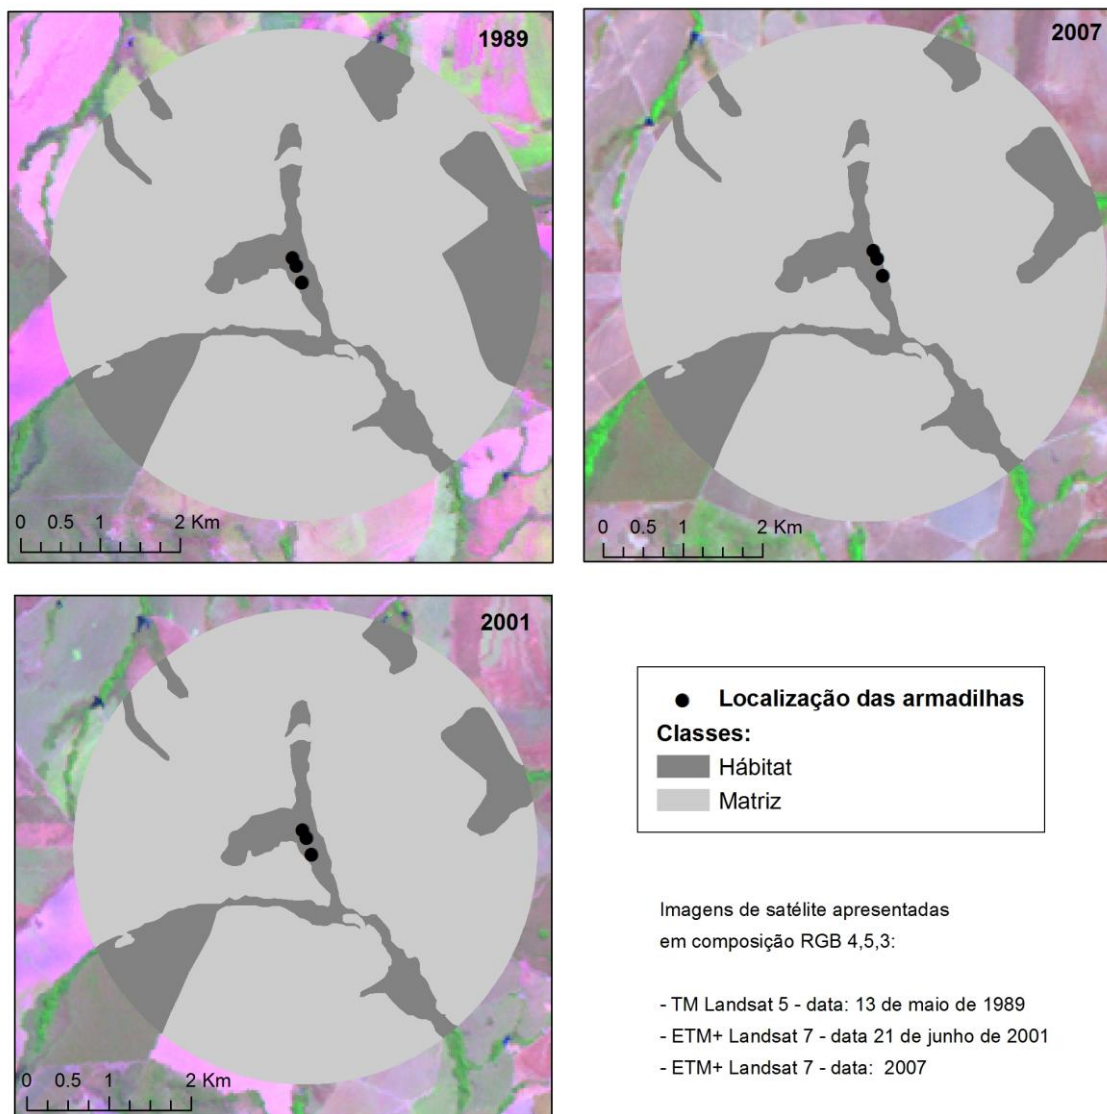 1989
0 0.5 1 2 Km
2007
0 0.5 1 2 Km
2001
0 0.5 1 2 Km
Localização das armadilhas
Classes:
Hábitat
Matriz
Imagens de satélite apresentadas
em composição RGB 4,5,3:
- TM Landsat 5 - data: 13 de maio de 1989
- ETM+ Landsat 7 - data 21 de junho de 2001
- ETM+ Landsat 7 - data: 2007